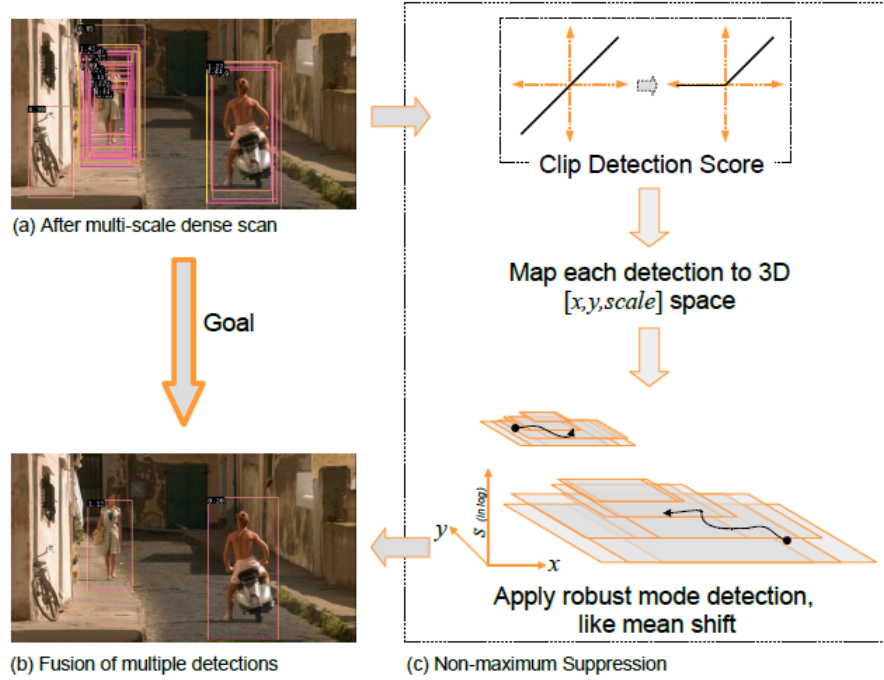 (a) After multi-scale dense scan
Goal
(b) Fusion of multiple detections
Clip Detection Score
Map each detection to 3D
[x,y,scale] space
S (in log)
y
x
Apply robust mode detection,
like mean shift
(c) Non-maximum Suppression